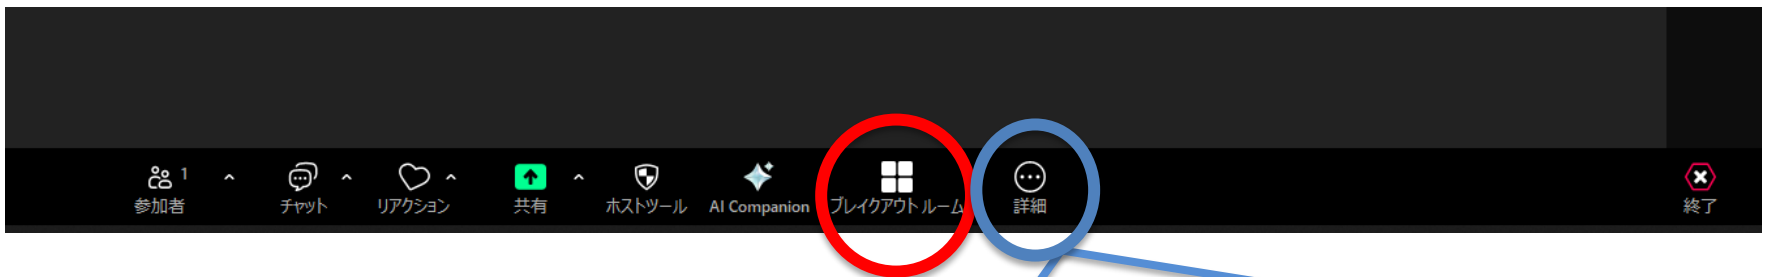 1
参加者
チャット
リアクション
共有
ホストツール
AI Companion
ブレイクアウト ルーム
詳細
終了